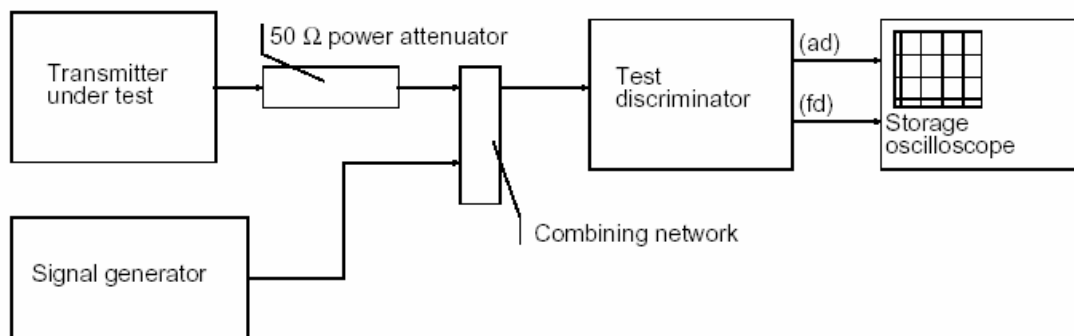 50 Ω power attenuator
Transmitter
under test
Test
discriminator
(ad)
(fd)
Storage
oscilloscope
Combining network
Signal generator